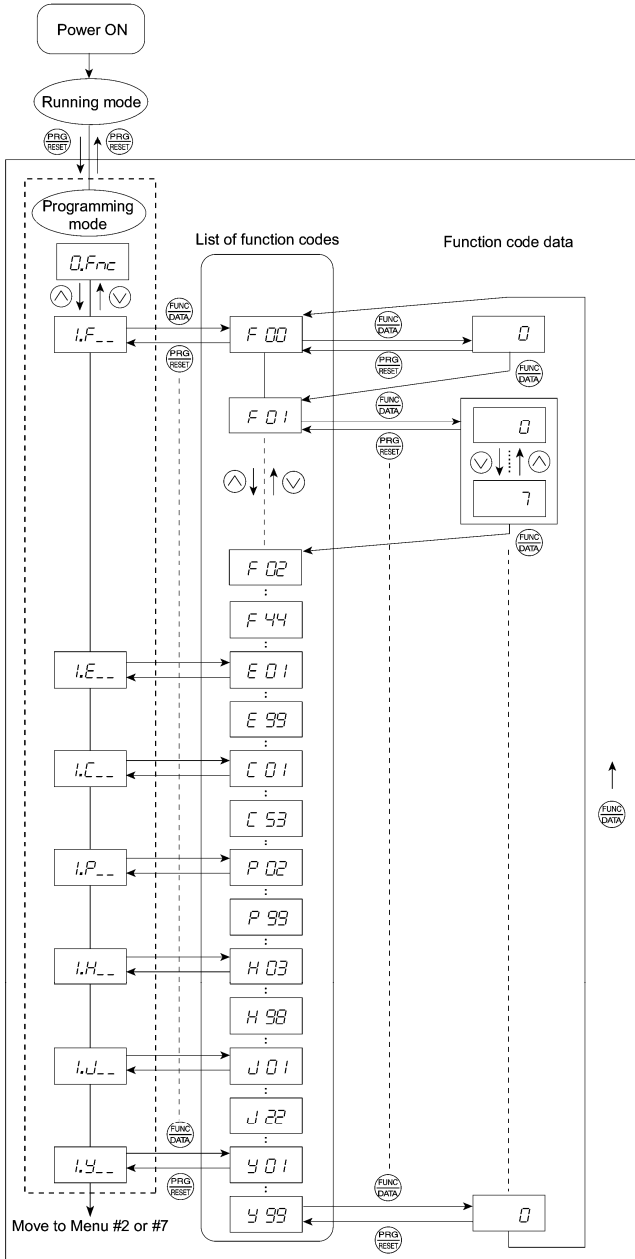 Power ON
Running mode
PRG
RESET
PRG
RESET
Programming
mode
List of function codes
Function code data
0.Fnc
FUNC
DATA
1.F__
F 00
FUNC
DATA
0
PRG
RESET
PRG
RESET
FUNC
DATA
F 01
FUNC
DATA
0
PRG
RESET
7
FUNC
DATA
F 02
F 44
1.E__
E 01
E 99
1.C__
C 01
FUNC
DATA
C 53
1.P__
P 02
P 99
1.H__
H 03
H 98
1.J__
J 01
J 22
FUNC
DATA
1.y__
y 01
PRG
RESET
FUNC
DATA
y 99
0
PRG
RESET
Move to Menu #2 or #7